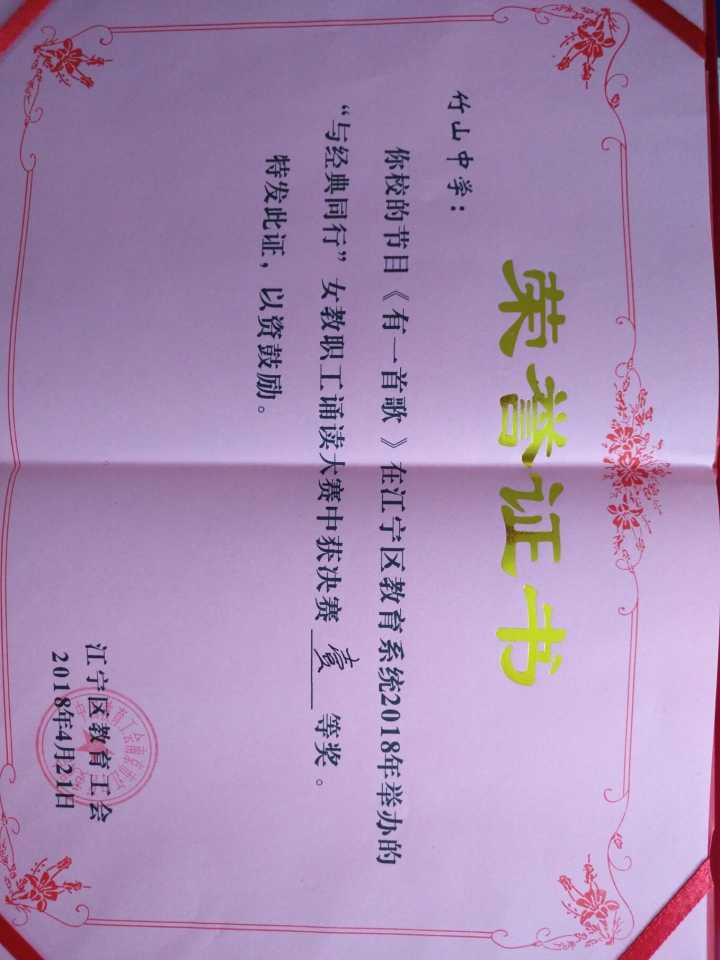 荣誉证书
竹山中学：
你校的节目《有一首歌》在江宁区教育系统2018年举办的
“与经典同行”女教职工诵读大赛中获决赛 壹 等奖。
特发此证，以资鼓励。
江宁区教育工会
2018年4月21日